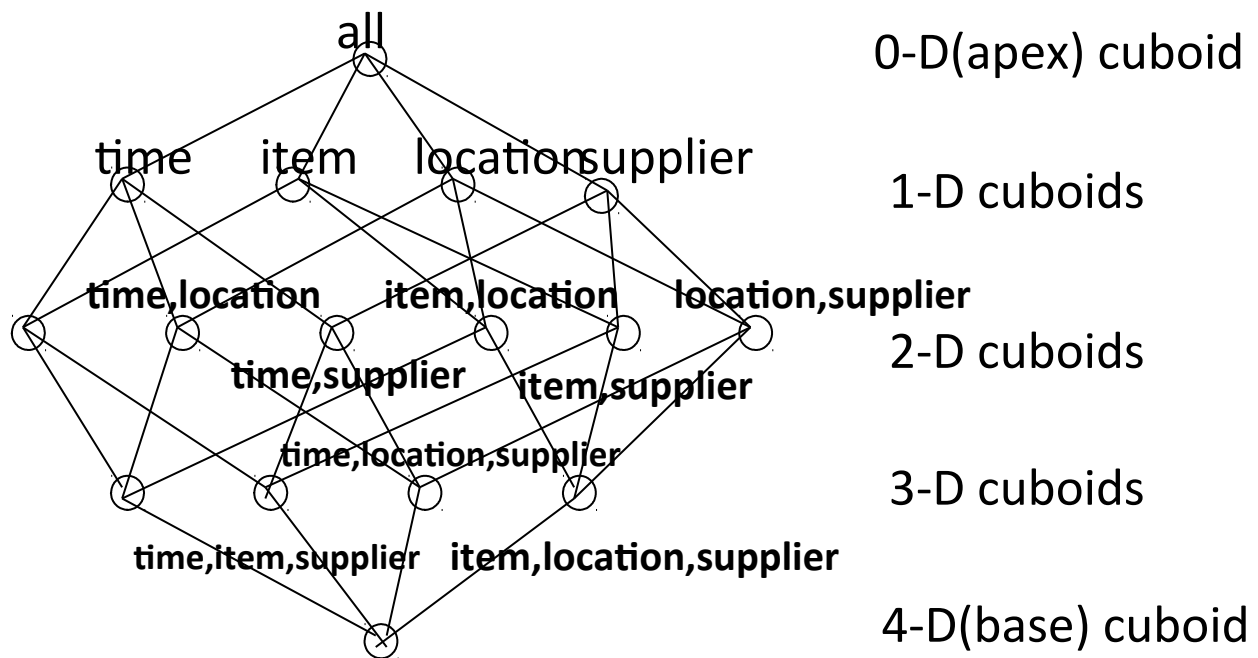 all
0-D(apex) cuboid
time
item
location
supplier
1-D cuboids
time,location
item,location
location,supplier
2-D cuboids
time,supplier
item,supplier
time,location,supplier
3-D cuboids
time,item,supplier
item,location,supplier
4-D(base) cuboid